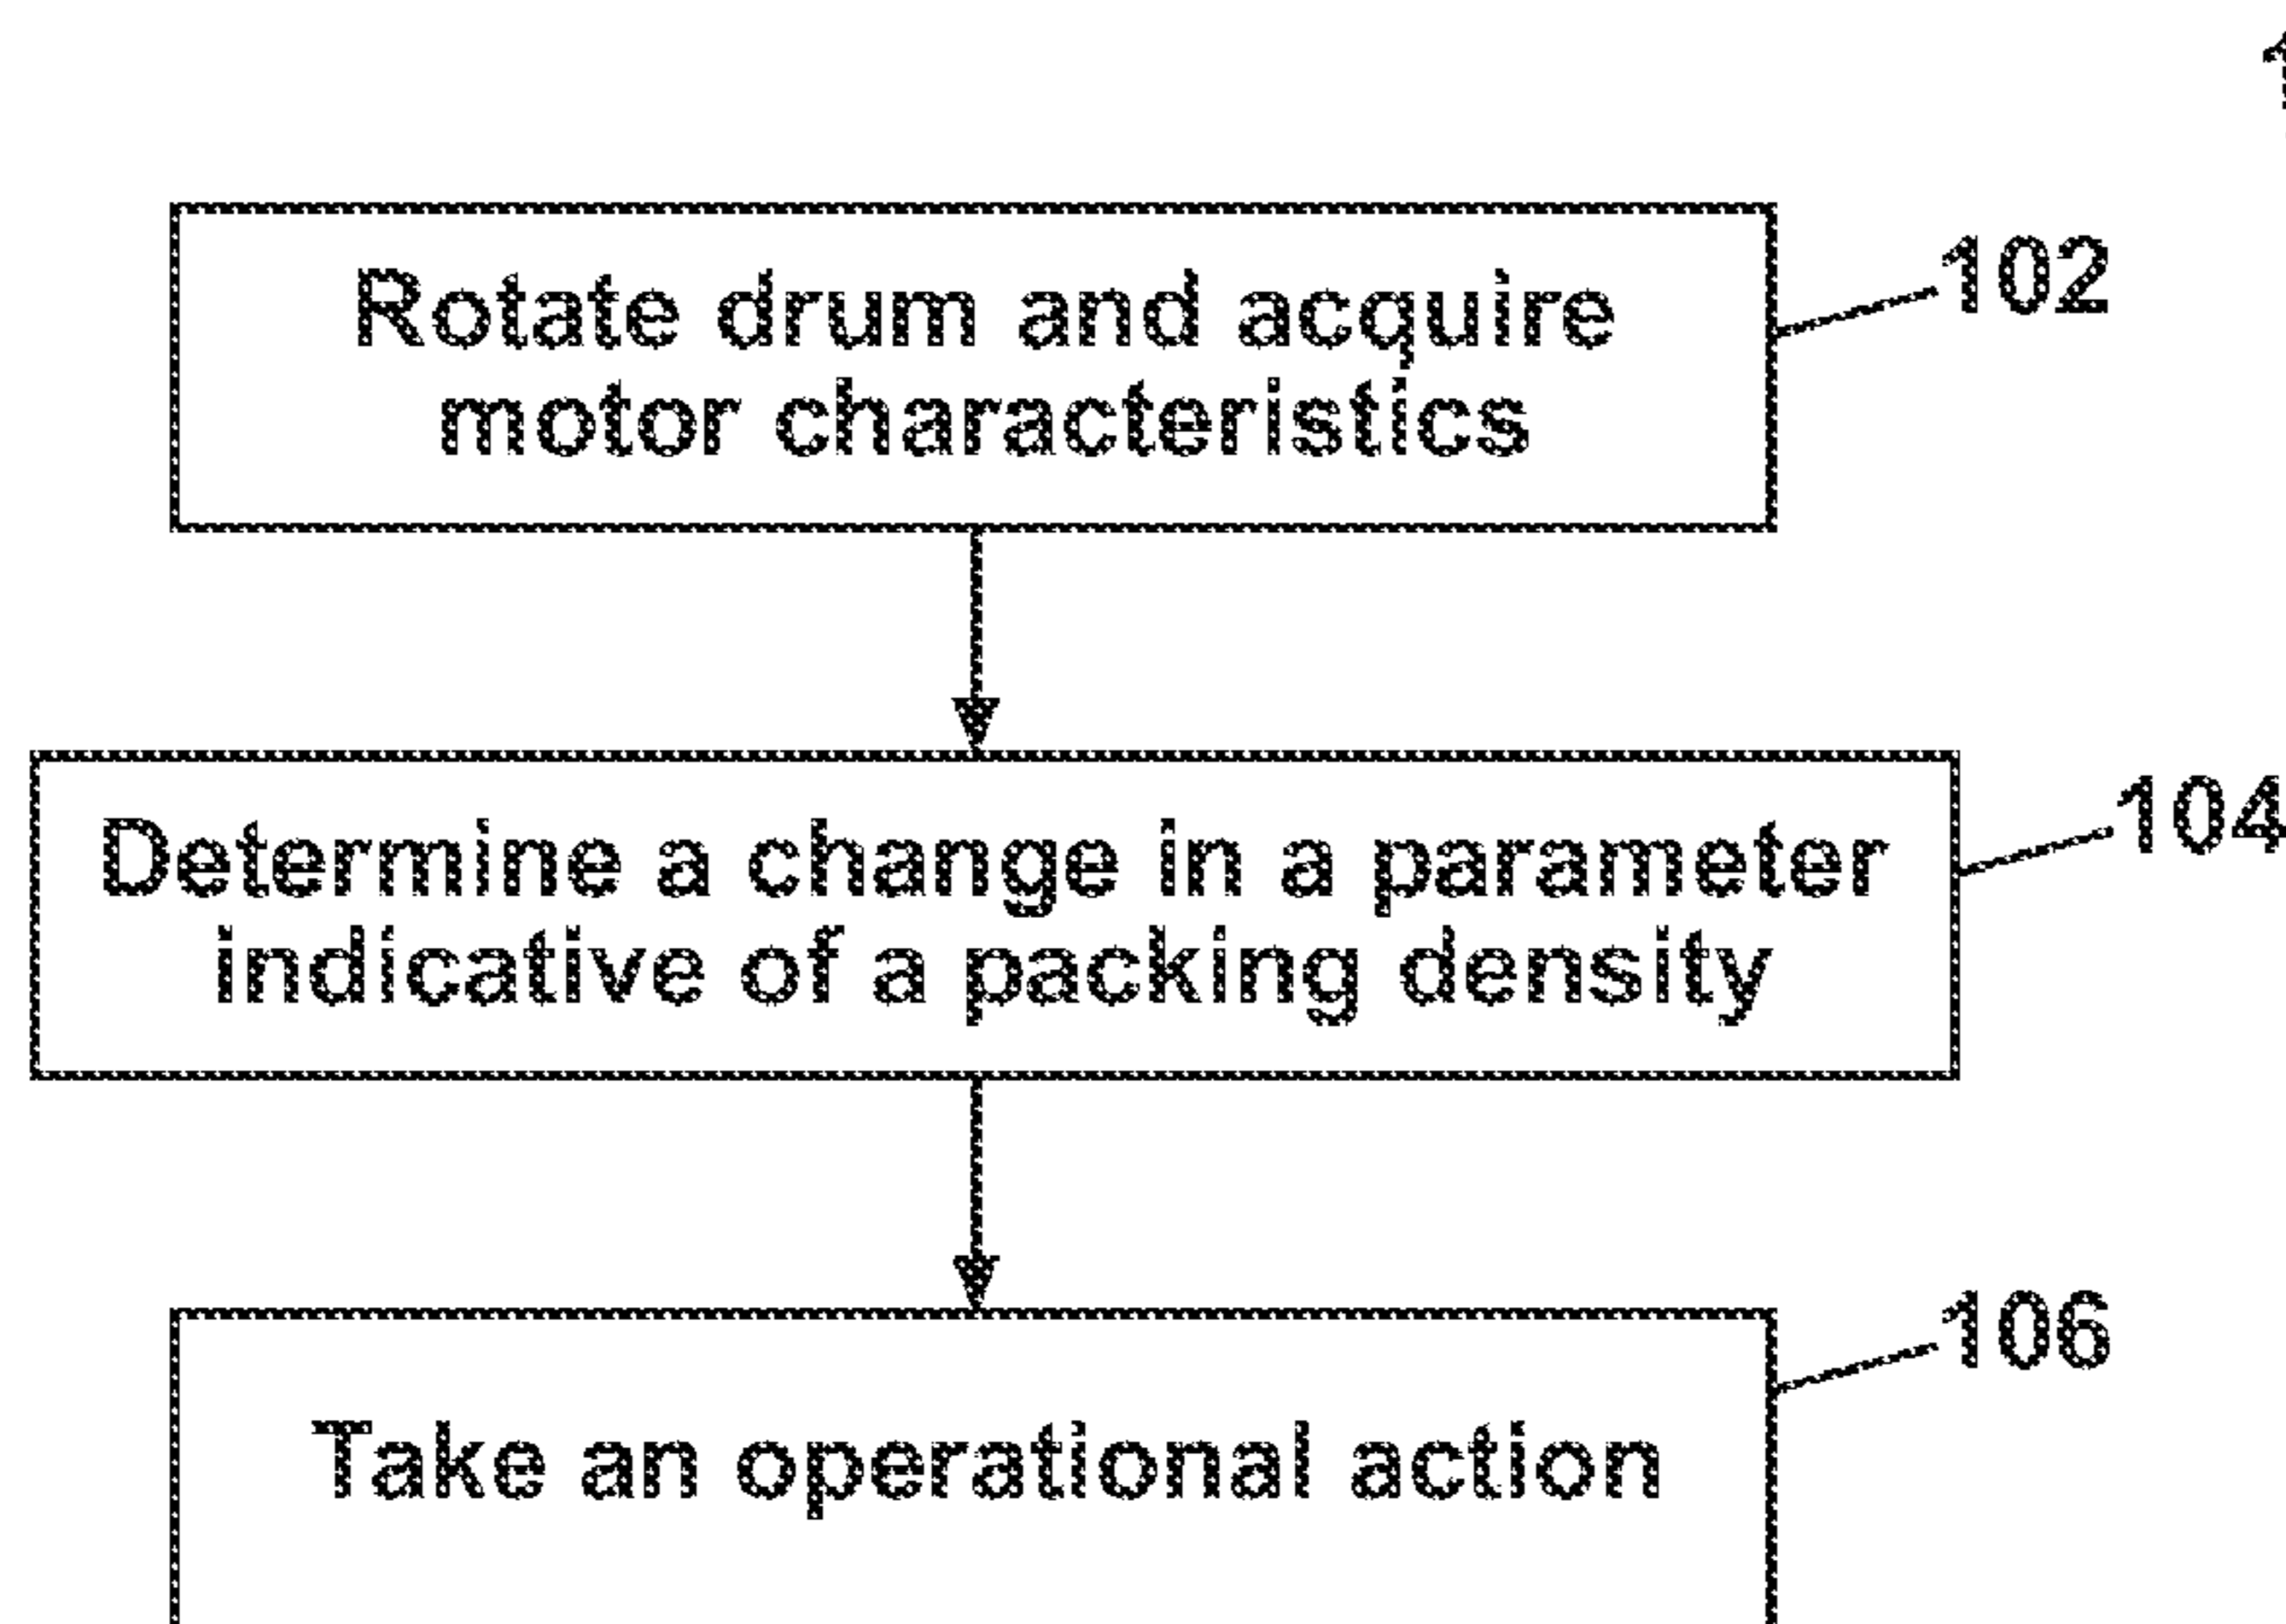 Rotate drum and acquire
motor characteristics
102
Determine a change in a parameter
indicative of a packing density
104
Take an operational action
106